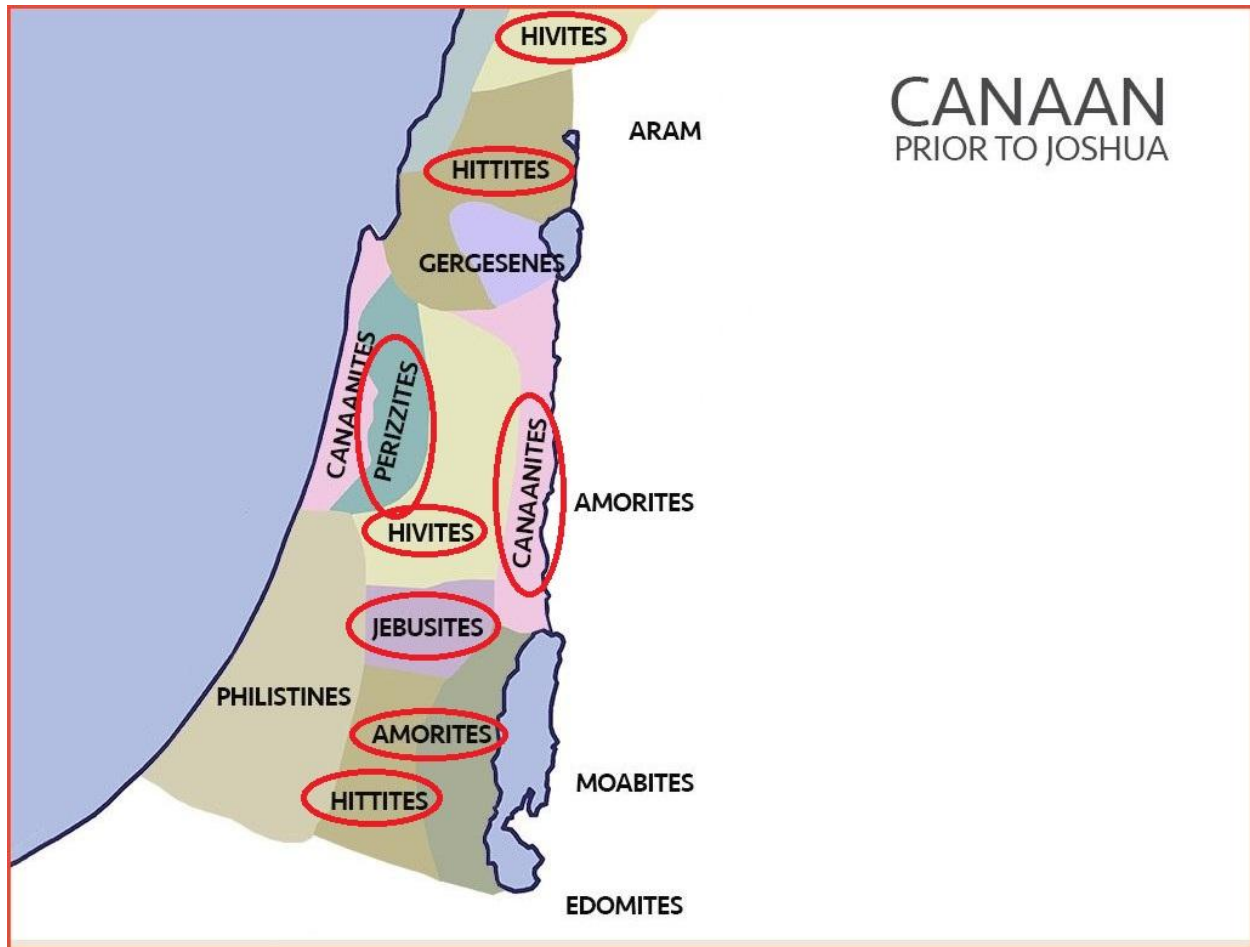 HIVITES
CANAAN
PRIOR TO JOSHUA
ARAM
HITTITES
GERGESENES
CANAANITES
PERIZZITES
CANAANITES
AMORITES
HIVITES
JEBUSITES
PHILISTINES
AMORITES
MOABITES
HITTITES
EDOMITES